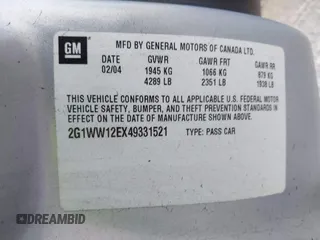 GM
MFD BY GENERAL MOTORS OF CANADA LTD.
DATE GVWR GAWR FRT GAWR RR
02/04 1945 KG 1066 KG 879 KG
4289 LB 2351 LB 1938 LB
THIS VEHICLE CONFORMS TO ALL APPLICABLE U.S. FEDERAL MOTOR
VEHICLE SAFETY, BUMPER, AND THEFT PREVENTION STANDARDS
IN EFFECT ON THE DATE OF MANUFACTURE SHOWN ABOVE.
2G1WW12EX49331521 TYPE: PASS CAR
DREAMBID